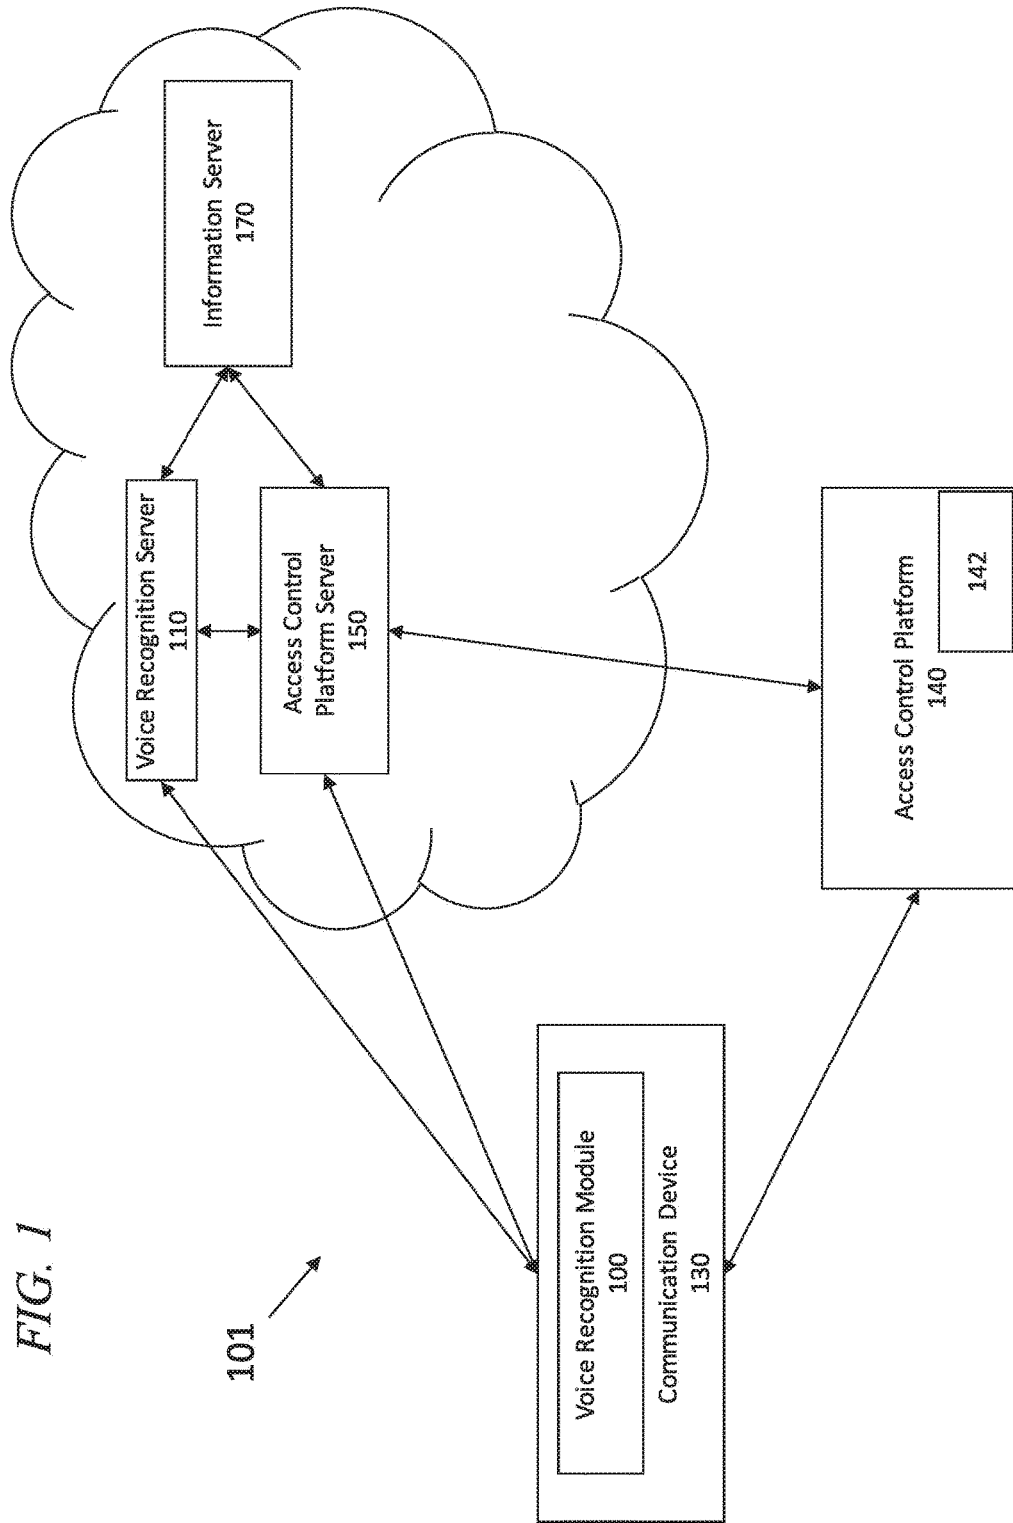 FIG. 1
101
Voice Recognition Server
110
Access Control
Platform Server
150
Information Server
170
Voice Recognition Module
100
Communication Device
130
Access Control Platform
140
142